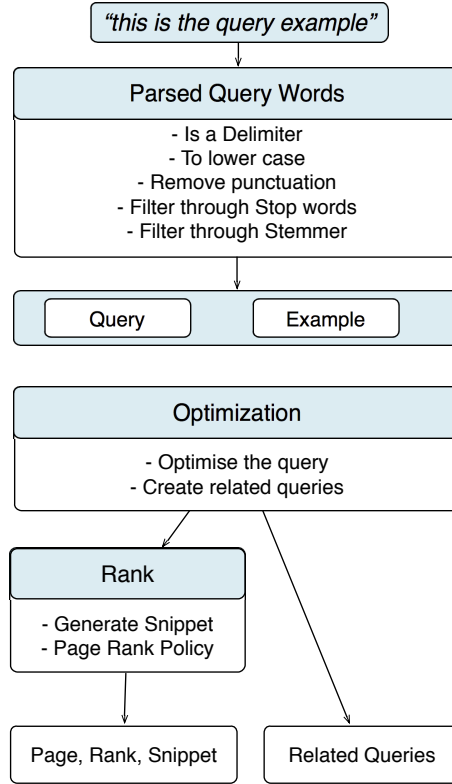 “this is the query example”
Parsed Query Words
- Is a Delimiter
- To lower case
- Remove punctuation
- Filter through Stop words
- Filter through Stemmer
Query
Example
Optimization
- Optimise the query
- Create related queries
Rank
- Generate Snippet
- Page Rank Policy
Page, Rank, Snippet
Related Queries